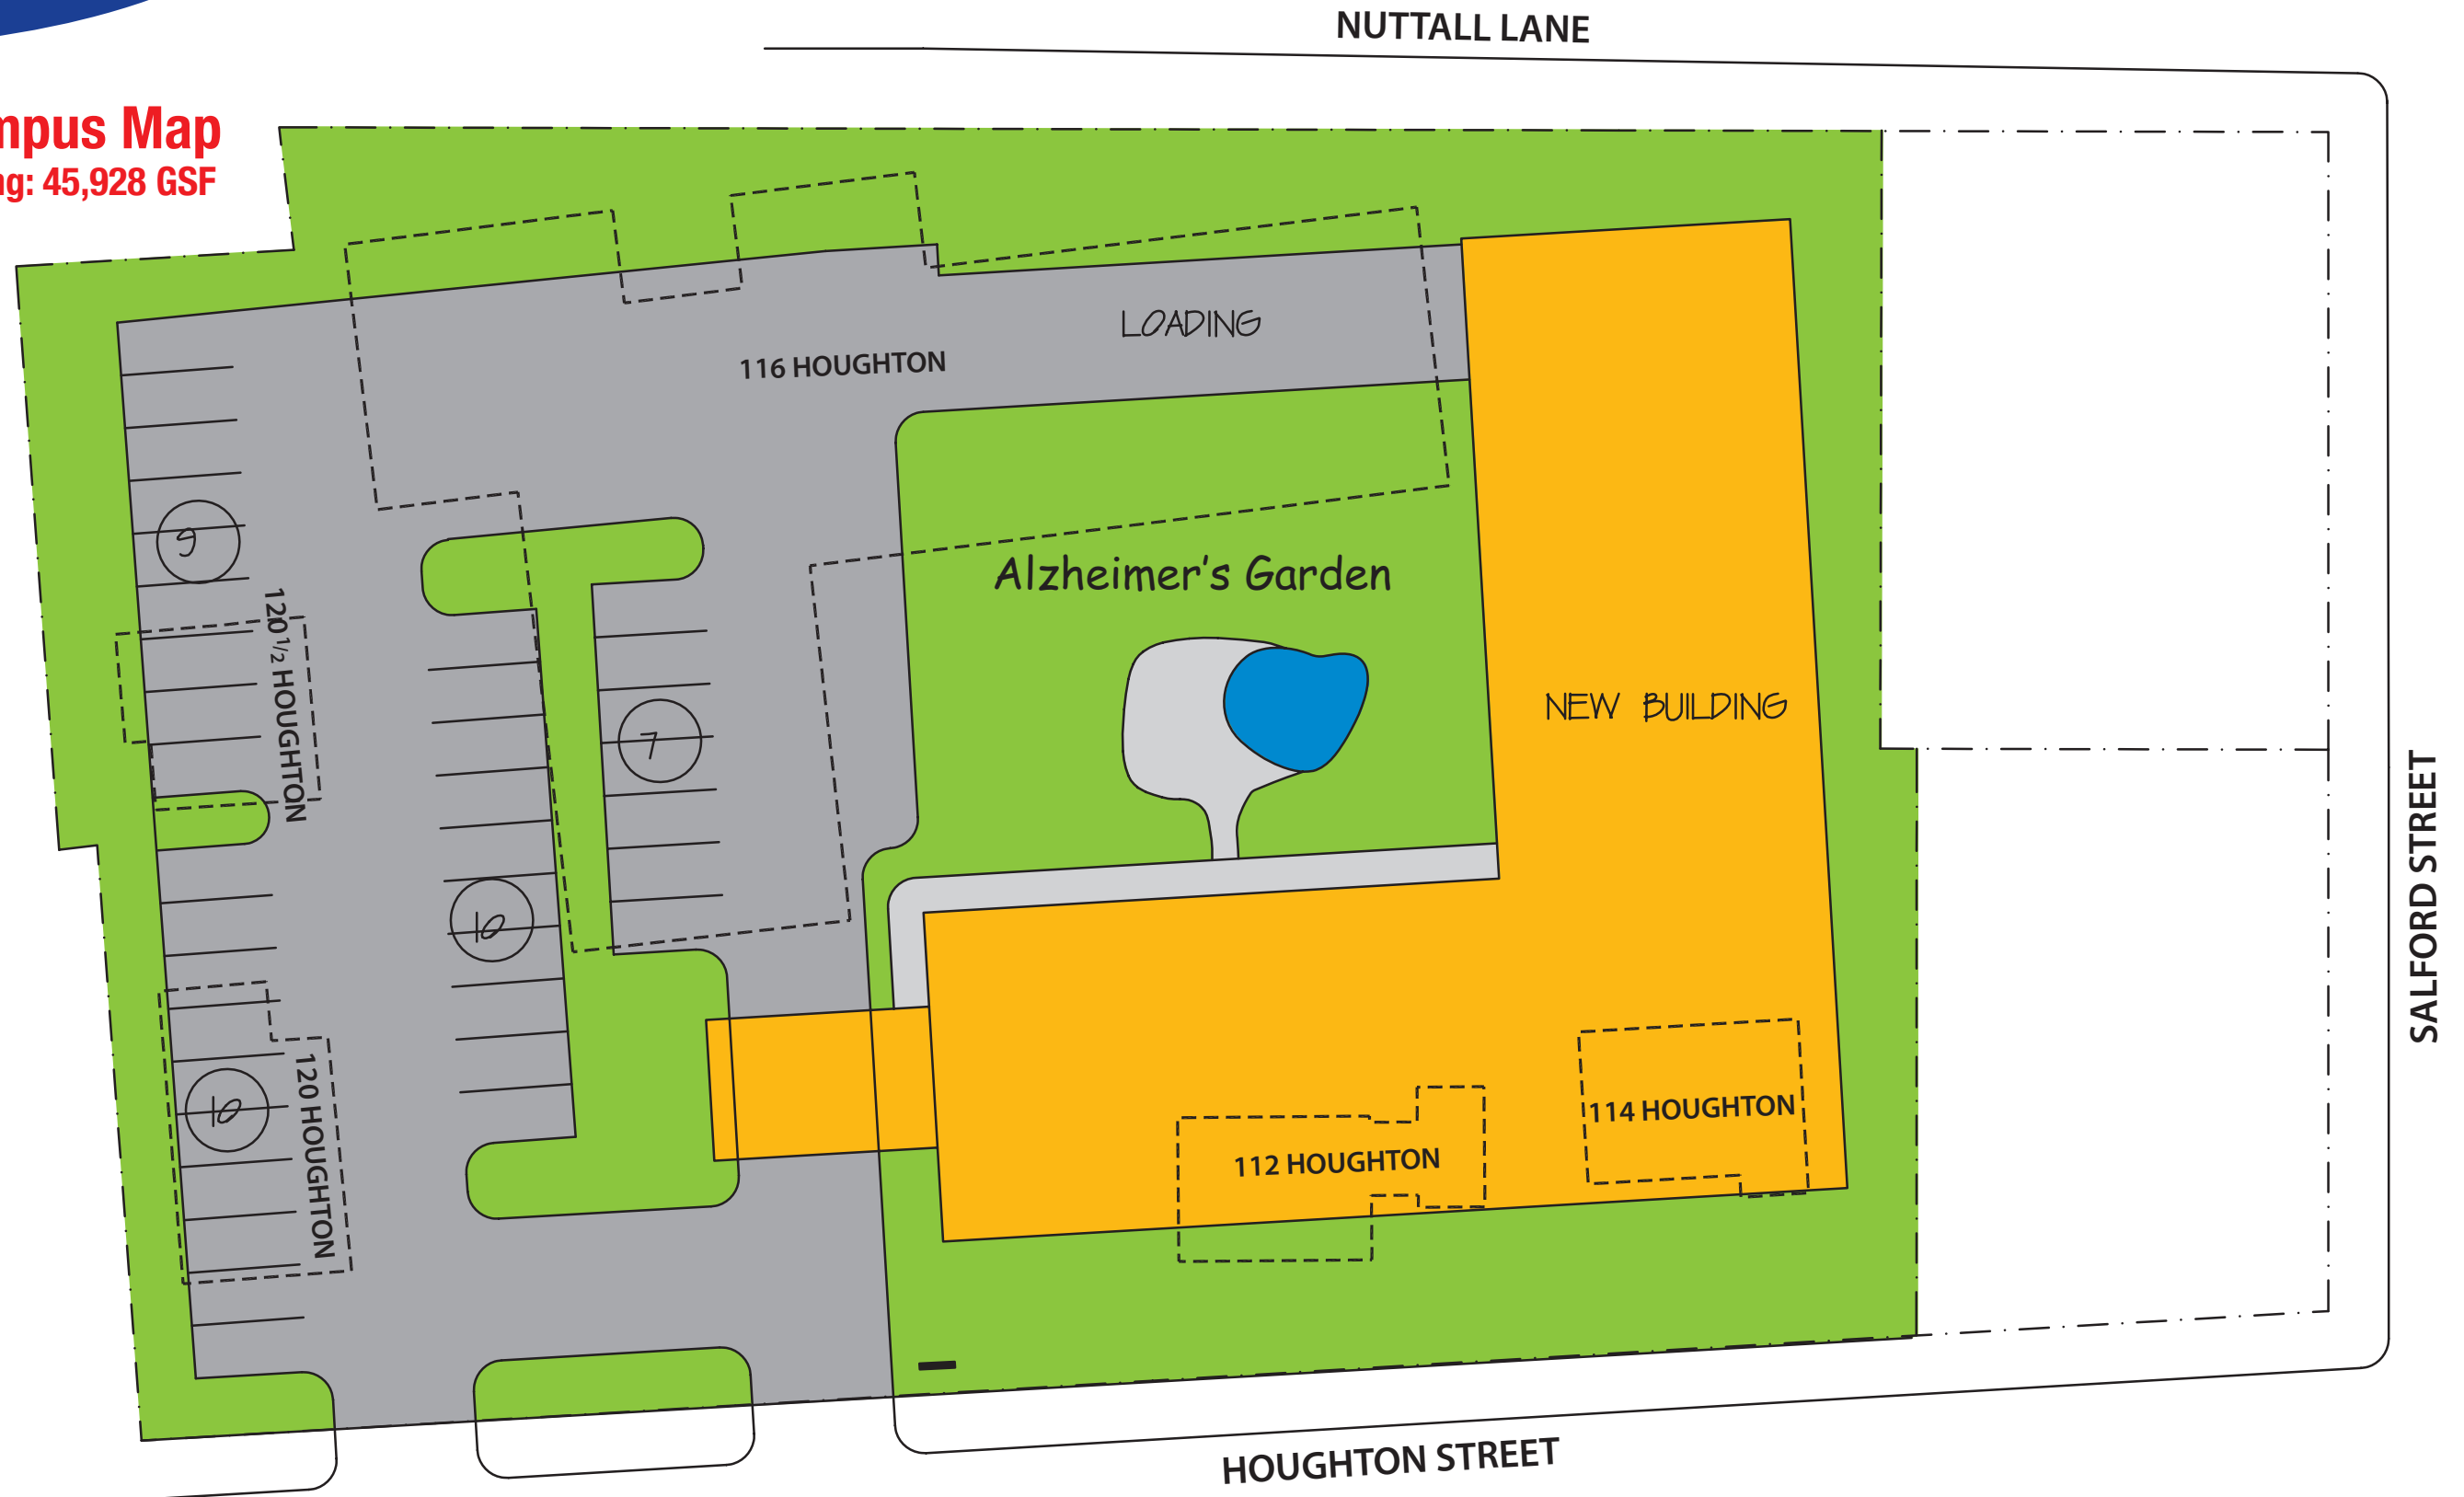 NUTTALL LANE
mpus Map
ng: 45,928 GSF
LOADING
116 HOUGHTON
9
Alzheimer's Garden
120 1/2 HOUGHTON
7
NEW BUILDING
SALFORD STREET
10
10
120 HOUGHTON
114 HOUGHTON
112 HOUGHTON
HOUGHTON STREET